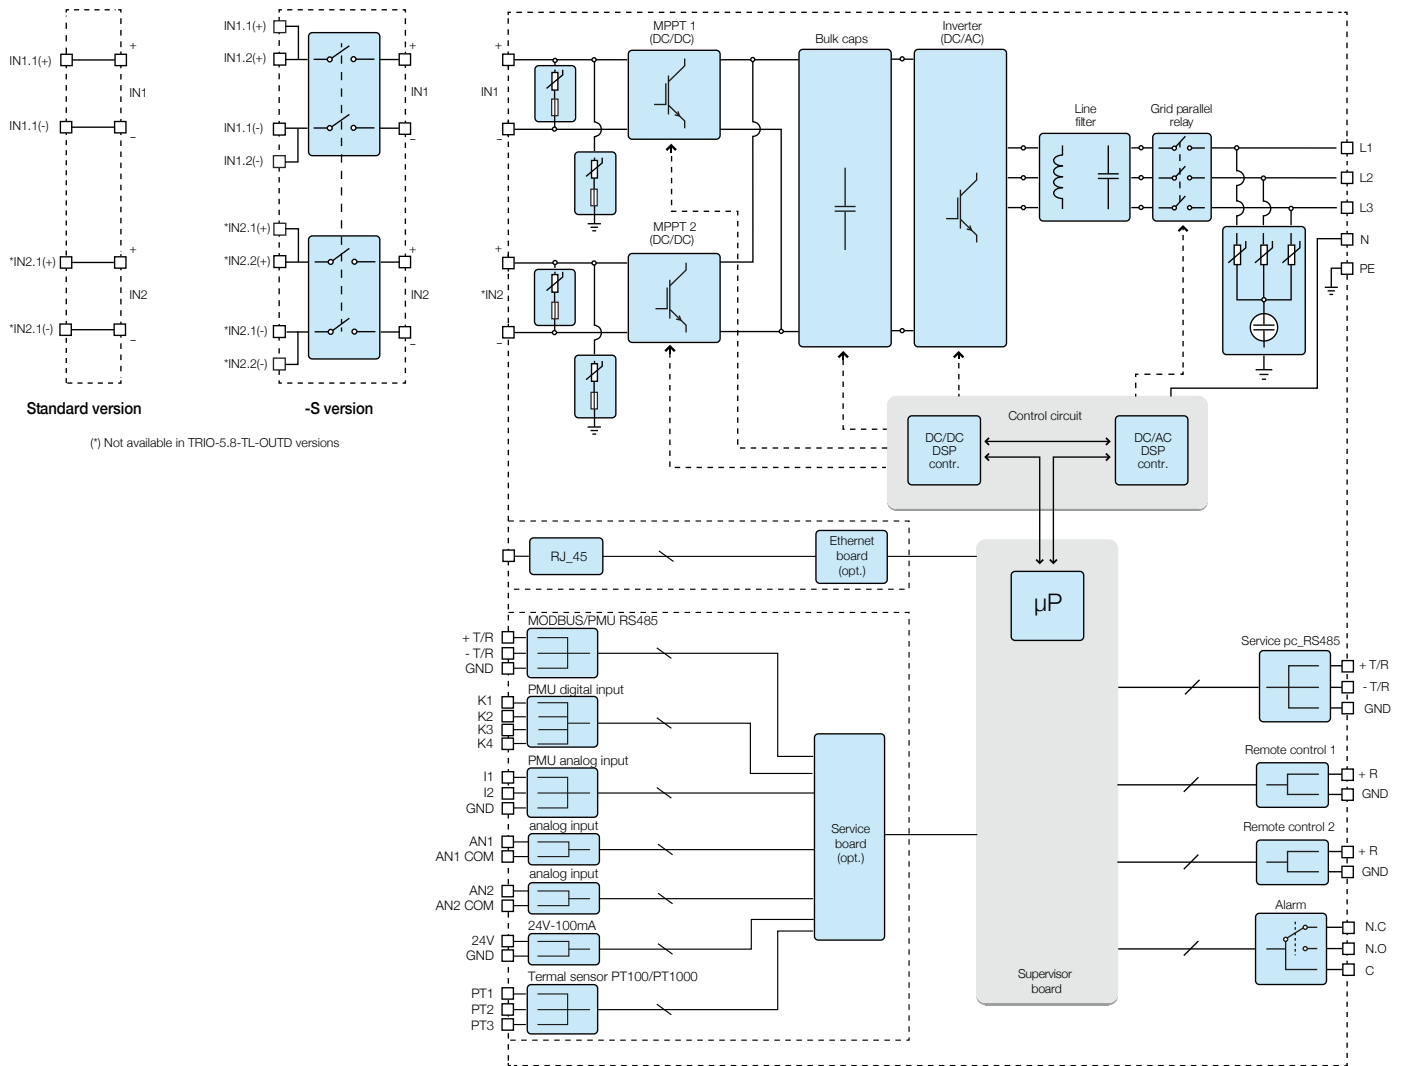 IN1.1(+)
+
IN1
IN1.1(-)
–
*IN2.1(+)
+
IN2
*IN2.1(-)
–
Standard version
IN1.1(+)
IN1.2(+)
+
IN1
IN1.1(-)
–
IN1.2(-)
*IN2.1(+)
*IN2.2(+)
+
IN2
*IN2.1(-)
–
*IN2.2(-)
-S version
(*) Not available in TRIO-5.8-TL-OUTD versions
+
IN1
–
+
*IN2
–
MPPT 1
(DC/DC)
MPPT 2
(DC/DC)
Bulk caps
Inverter
(DC/AC)
Line
filter
Grid parallel
relay
L1
L2
L3
N
PE
Control circuit
DC/DC
DSP
contr.
DC/AC
DSP
contr.
RJ_45
Ethernet
board
(opt.)
µP
Supervisor
board
MODBUS/PMU RS485
+ T/R
- T/R
GND
PMU digital input
K1
K2
K3
K4
PMU analog input
I1
I2
GND
analog input
AN1
AN1 COM
analog input
AN2
AN2 COM
24V-100mA
24V
GND
Termal sensor PT100/PT1000
PT1
PT2
PT3
Service
board
(opt.)
Service pc_RS485
+ T/R
- T/R
GND
Remote control 1
+ R
GND
Remote control 2
+ R
GND
Alarm
N.C
N.O
C